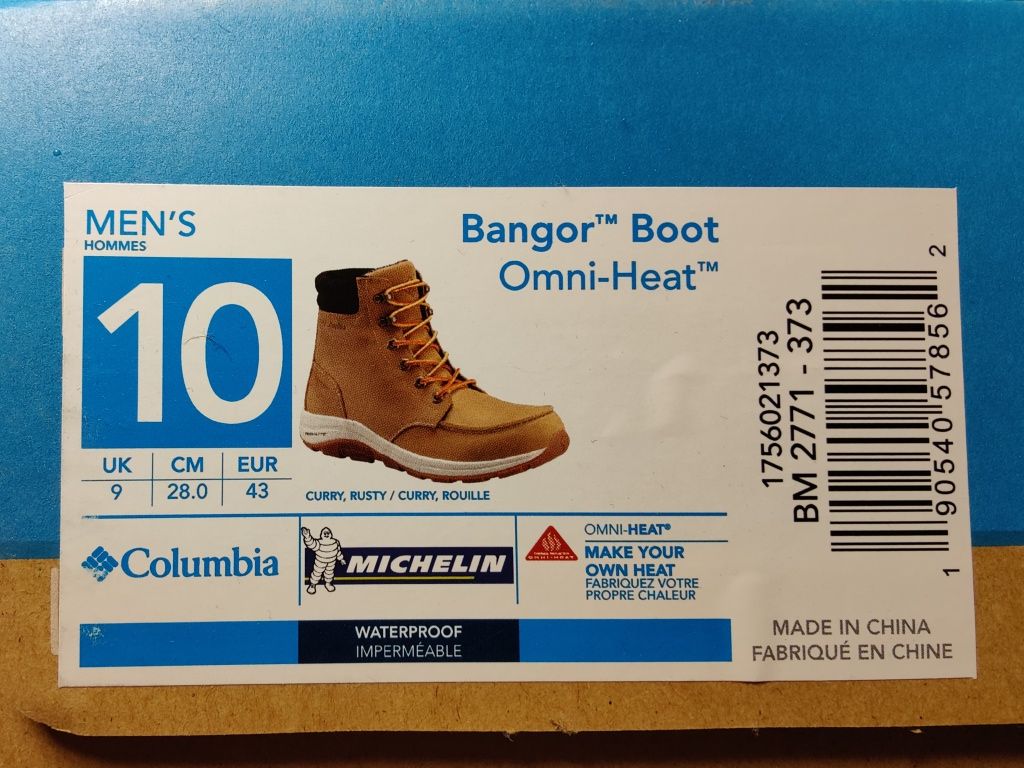 MEN'S
HOMMES
10
UK CM EUR
9 28.0 43
Bangor™ Boot
Omni-Heat™
CURRY, RUSTY / CURRY, ROUILLE
Columbia
MICHELIN
OMNI-HEAT®
MAKE YOUR
OWN HEAT
FABRIQUEZ VOTRE
PROPRE CHALEUR
OMNI-HEAT
WATERPROOF
IMPERMÉABLE
1756021373
BM 2771 - 373
1 90540 57856 2
MADE IN CHINA
FABRIQUÉ EN CHINE